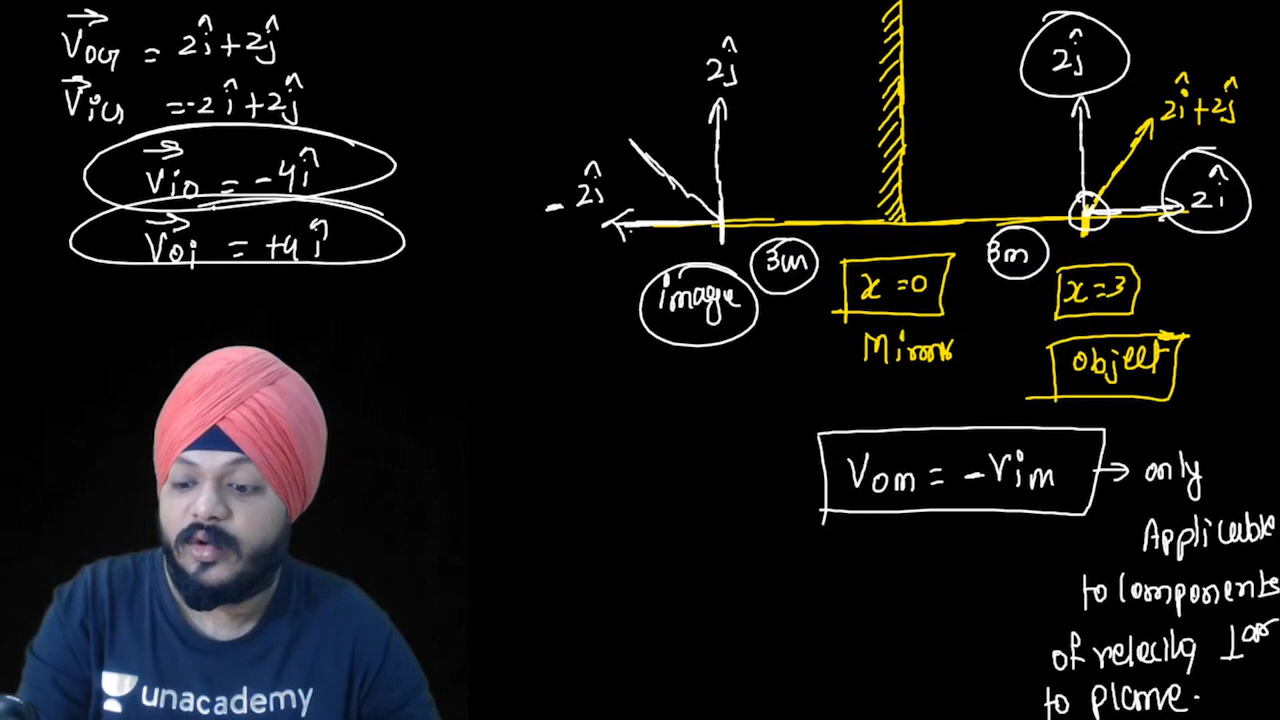 V⃗OG = 2î+2ĵ
V⃗iG = -2î+2ĵ
V⃗io = -4î
V⃗oi = +4î
2ĵ
-2î
2ĵ
2î+2ĵ
2î
3m
3m
image
x=0
x=3
Mirror
object
Vom = -Vim → only
Applicable
to components
of velocity ⊥ar
to plane.
unacademy